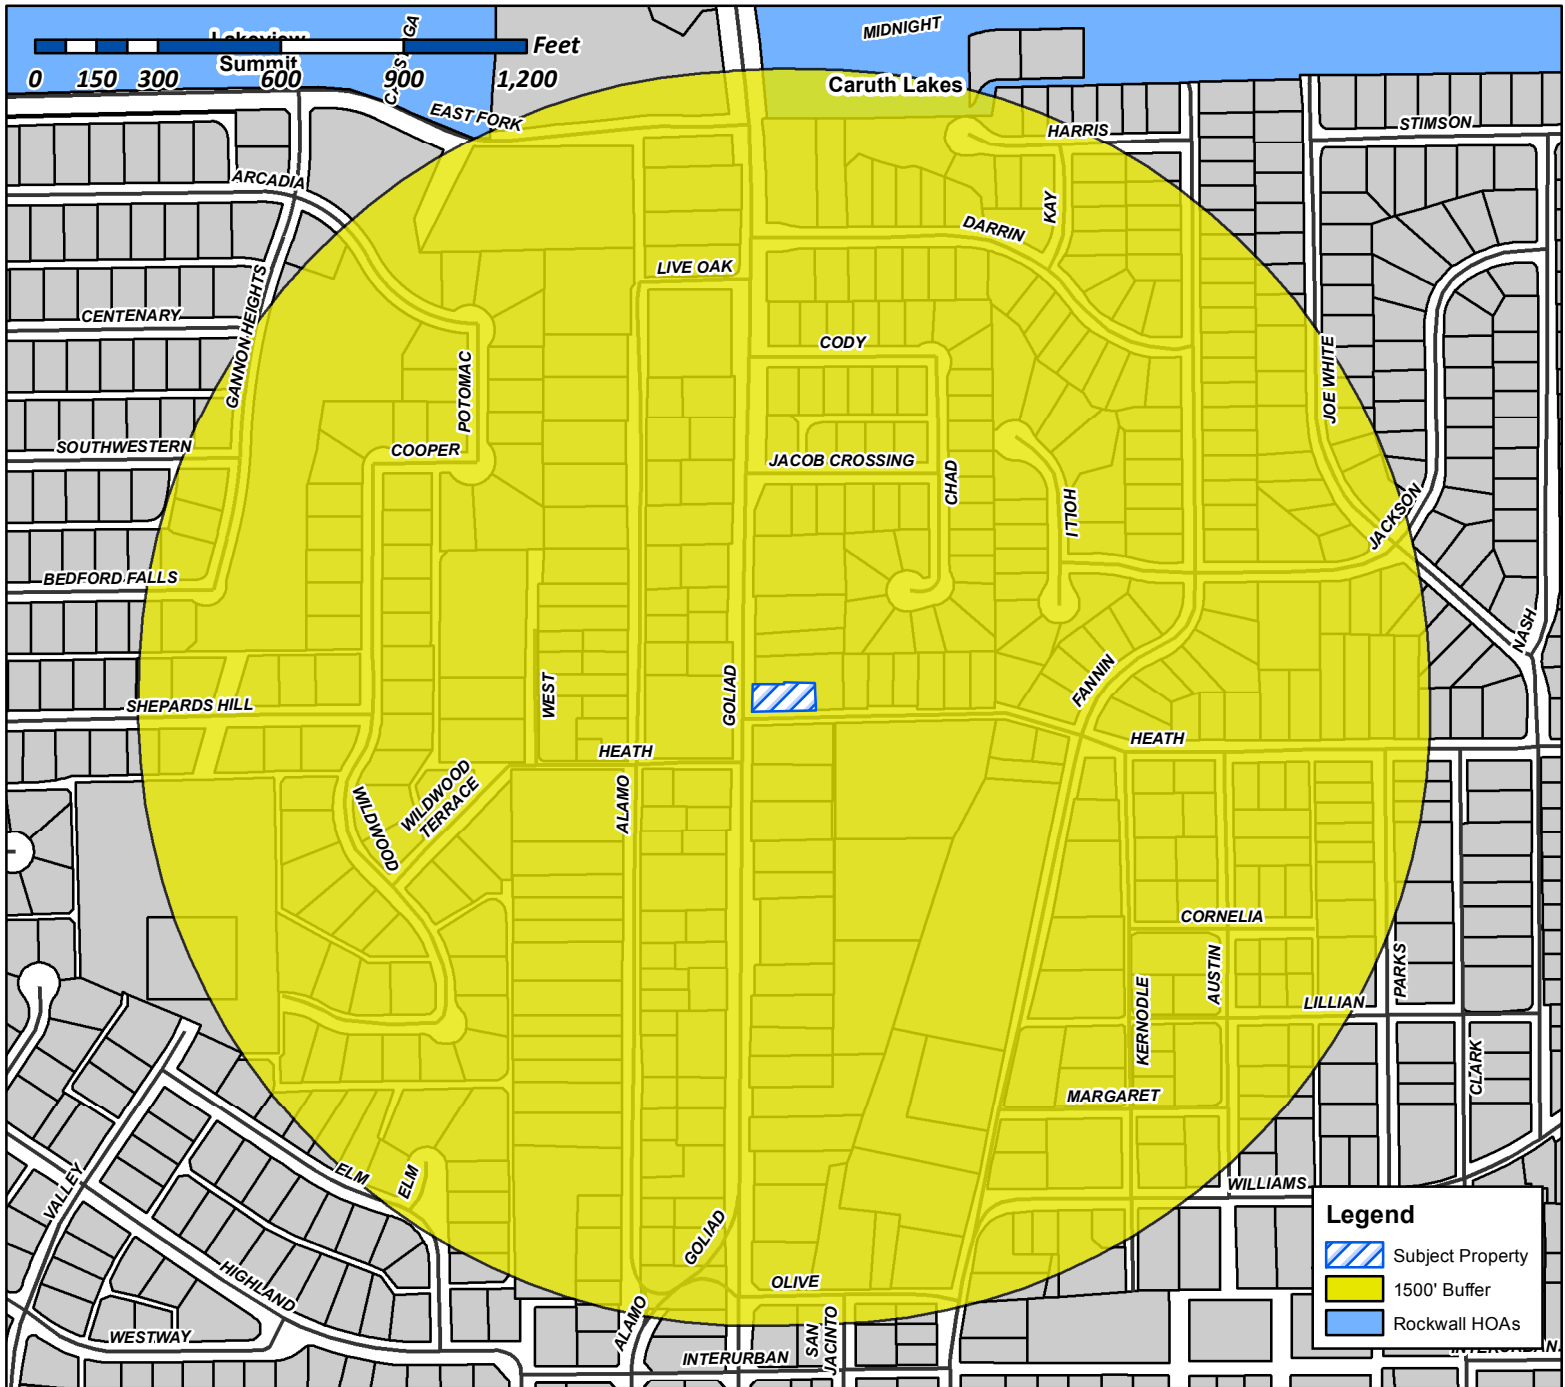 MIDNIGHT
Lakeview
Summit
Feet
0 150 300 600 900 1,200
Caruth Lakes
EAST FORK
HARRIS
STIMSON
ARCADIA
KAY
DARRIN
LIVE OAK
GANNON HEIGHTS
CENTENARY
CODY
POTOMAC
JOE WHITE
SOUTHWESTERN
COOPER
JACOB CROSSING
CHAD
HOLLI
JACKSON
BEDFORD FALLS
NASH
SHEPARDS HILL
WEST
GOLIAD
FANNIN
HEATH
HEATH
WILDWOOD
WILDWOOD
TERRACE
ALAMO
CORNELIA
AUSTIN
PARKS
KERNODLE
LILLIAN
CLARK
MARGARET
VALLEY
ELM
ELM
WILLIAMS
GOLIAD
HIGHLAND
OLIVE
ALAMO
SAN
JACINTO
WESTWAY
INTERURBAN
INTERURBAN
Legend
Subject Property
1500' Buffer
Rockwall HOAs